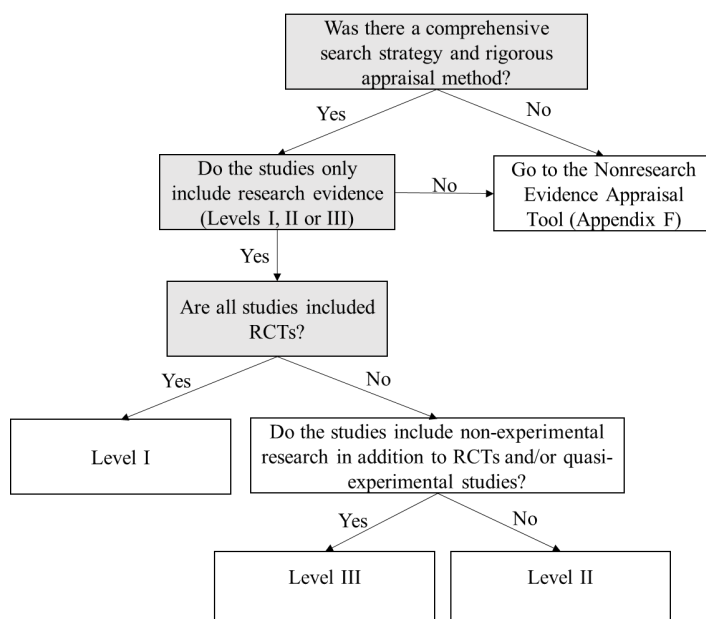 Was there a comprehensive
search strategy and rigorous
appraisal method?
Yes
No
Do the studies only
include research evidence
(Levels I, II or III)
No
Go to the Nonresearch
Evidence Appraisal
Tool (Appendix F)
Yes
Are all studies included
RCTs?
Yes
No
Level I
Do the studies include non-experimental
research in addition to RCTs and/or quasi-
experimental studies?
Yes
No
Level III
Level II